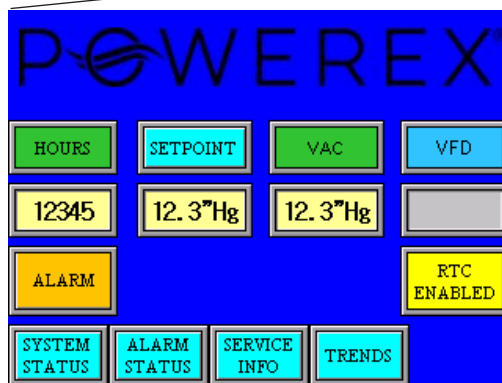 POWEREX®
HOURS SETPOINT VAC VFD
12345 12.3"Hg 12.3"Hg
ALARM RTC ENABLED
SYSTEM STATUS ALARM STATUS SERVICE INFO TRENDS